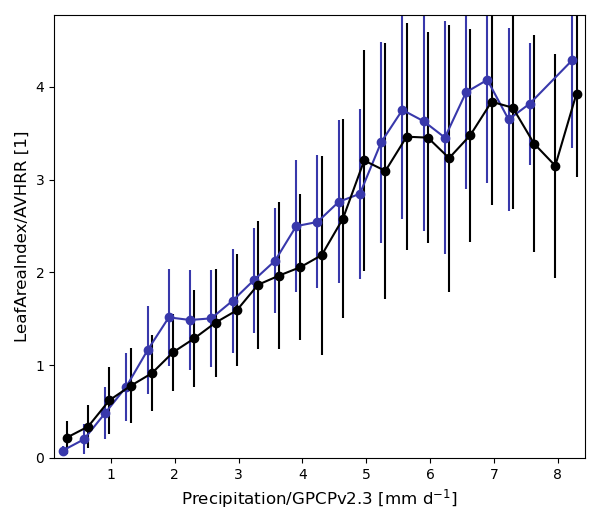 LeafAreaIndex/AVHRR [1]
4
3
2
1
0
1 2 3 4 5 6 7 8
Precipitation/GPCPv2.3 [mm d⁻¹]